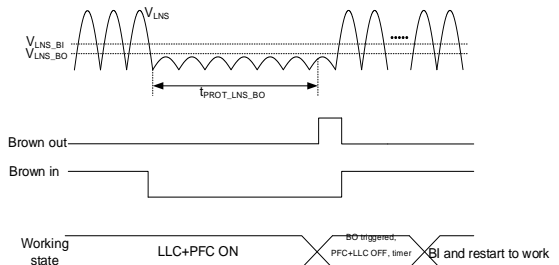 V_LNS
V_LNS_BI
V_LNS_BO
t_PROT_LNS_BO
Brown out
Brown in
Working state
LLC+PFC ON
BO triggered,
PFC+LLC OFF, timer
BI and restart to work